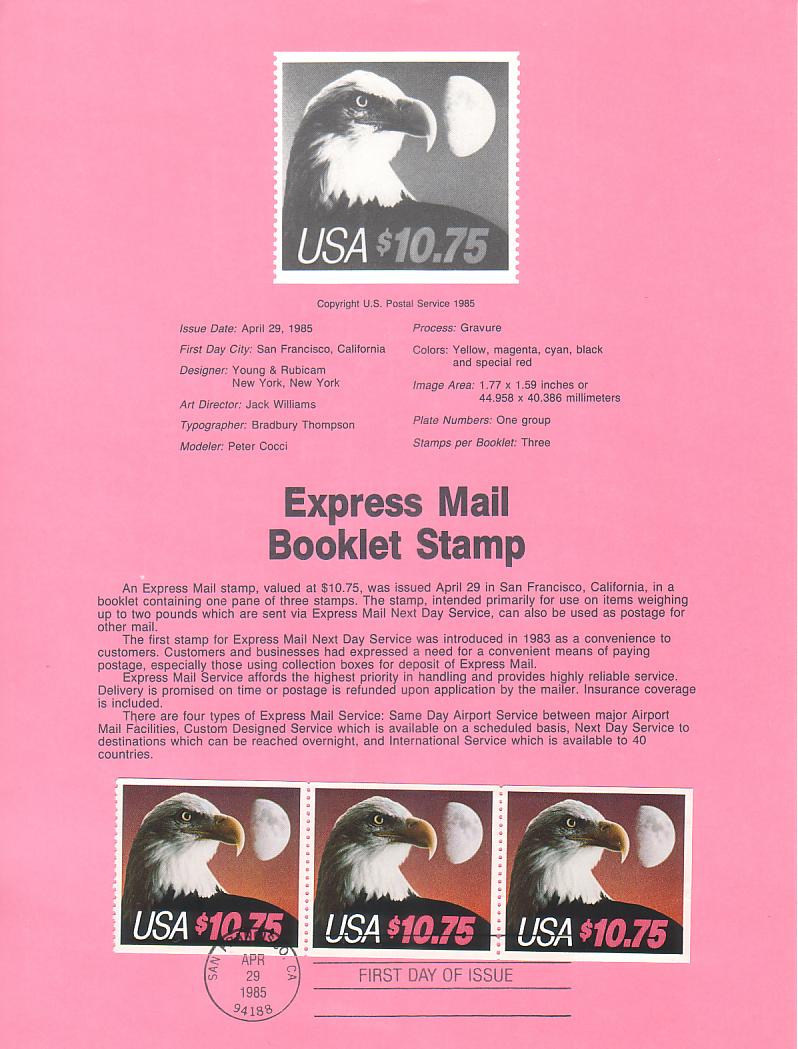 USA $10.75
Copyright U.S. Postal Service 1985
Issue Date: April 29, 1985
First Day City: San Francisco, California
Designer: Young & Rubicam
New York, New York
Art Director: Jack Williams
Typographer: Bradbury Thompson
Modeler: Peter Cocci
Process: Gravure
Colors: Yellow, magenta, cyan, black
and special red
Image Area: 1.77 x 1.59 inches or
44.958 x 40.386 millimeters
Plate Numbers: One group
Stamps per Booklet: Three
Express Mail
Booklet Stamp
An Express Mail stamp, valued at $10.75, was issued April 29 in San Francisco, California, in a
booklet containing one pane of three stamps. The stamp, intended primarily for use on items weighing
up to two pounds which are sent via Express Mail Next Day Service, can also be used as postage for
other mail.
The first stamp for Express Mail Next Day Service was introduced in 1983 as a convenience to
customers. Customers and businesses had expressed a need for a convenient means of paying
postage, especially those using collection boxes for deposit of Express Mail.
Express Mail Service affords the highest priority in handling and provides highly reliable service.
Delivery is promised on time or postage is refunded upon application by the mailer. Insurance coverage
is included.
There are four types of Express Mail Service: Same Day Airport Service between major Airport
Mail Facilities, Custom Designed Service which is available on a scheduled basis, Next Day Service to
destinations which can be reached overnight, and International Service which is available to 40
countries.
USA $10.75
USA $10.75
USA $10.75
SAN FRANCISCO, CA
APR
29
1985
94188
FIRST DAY OF ISSUE